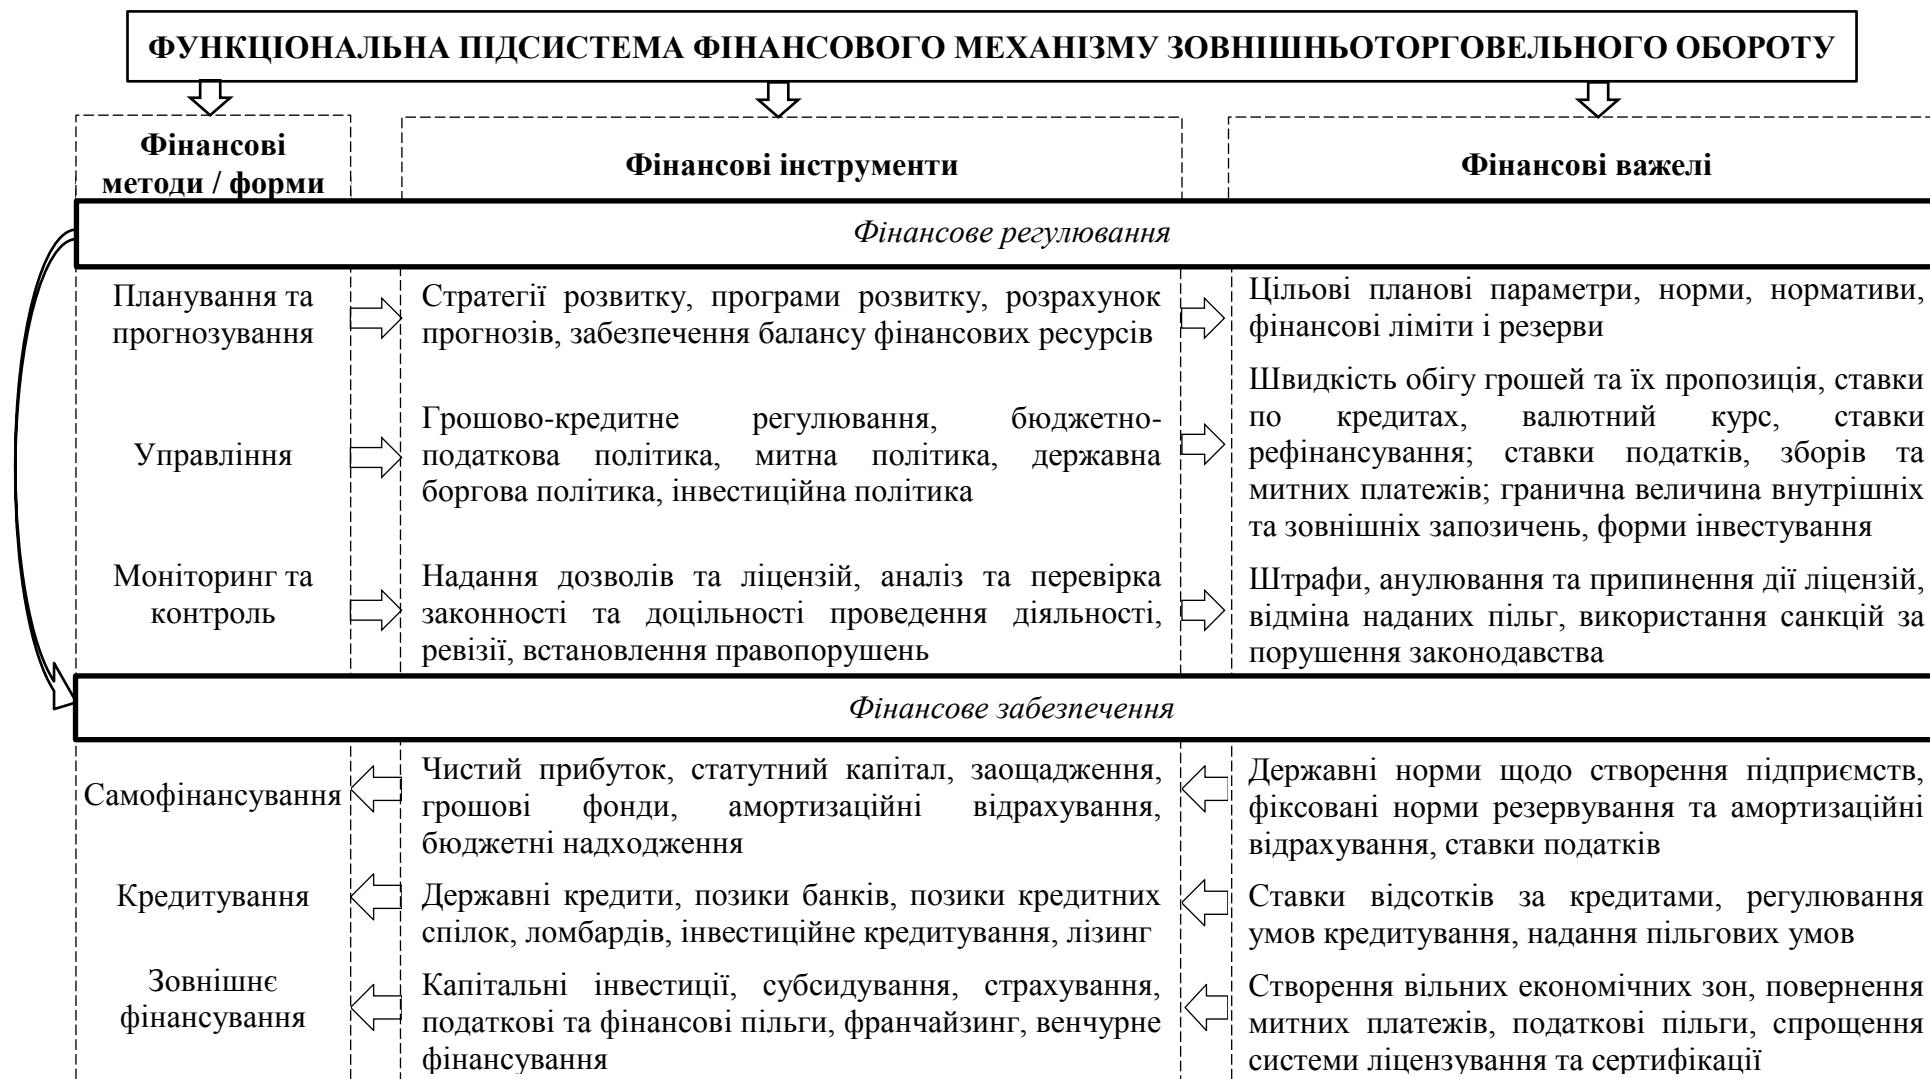 ФУНКЦІОНАЛЬНА ПІДСИСТЕМА ФІНАНСОВОГО МЕХАНІЗМУ ЗОВНІШНЬОТОРГОВЕЛЬНОГО ОБОРОТУ
Фінансові
методи / форми
Фінансові інструменти
Фінансові важелі
Фінансове регулювання
Планування та
прогнозування
Стратегії розвитку, програми розвитку, розрахунок
прогнозів, забезпечення балансу фінансових ресурсів
Цільові планові параметри, норми, нормативи,
фінансові ліміти і резерви
Управління
Грошово-кредитне регулювання, бюджетно-
податкова політика, митна політика, державна
боргова політика, інвестиційна політика
Швидкість обігу грошей та їх пропозиція, ставки
по кредитах, валютний курс, ставки
рефінансування; ставки податків, зборів та
митних платежів; гранична величина внутрішніх
та зовнішніх запозичень, форми інвестування
Моніторинг та
контроль
Надання дозволів та ліцензій, аналіз та перевірка
законності та доцільності проведення діяльності,
ревізії, встановлення правопорушень
Штрафи, анулювання та припинення дії ліцензій,
відміна наданих пільг, використання санкцій за
порушення законодавства
Фінансове забезпечення
Самофінансування
Чистий прибуток, статутний капітал, заощадження,
грошові фонди, амортизаційні відрахування,
бюджетні надходження
Державні норми щодо створення підприємств,
фіксовані норми резервування та амортизаційні
відрахування, ставки податків
Кредитування
Державні кредити, позики банків, позики кредитних
спілок, ломбардів, інвестиційне кредитування, лізинг
Ставки відсотків за кредитами, регулювання
умов кредитування, надання пільгових умов
Зовнішнє
фінансування
Капітальні інвестиції, субсидування, страхування,
податкові та фінансові пільги, франчайзинг, венчурне
фінансування
Створення вільних економічних зон, повернення
митних платежів, податкові пільги, спрощення
системи ліцензування та сертифікації